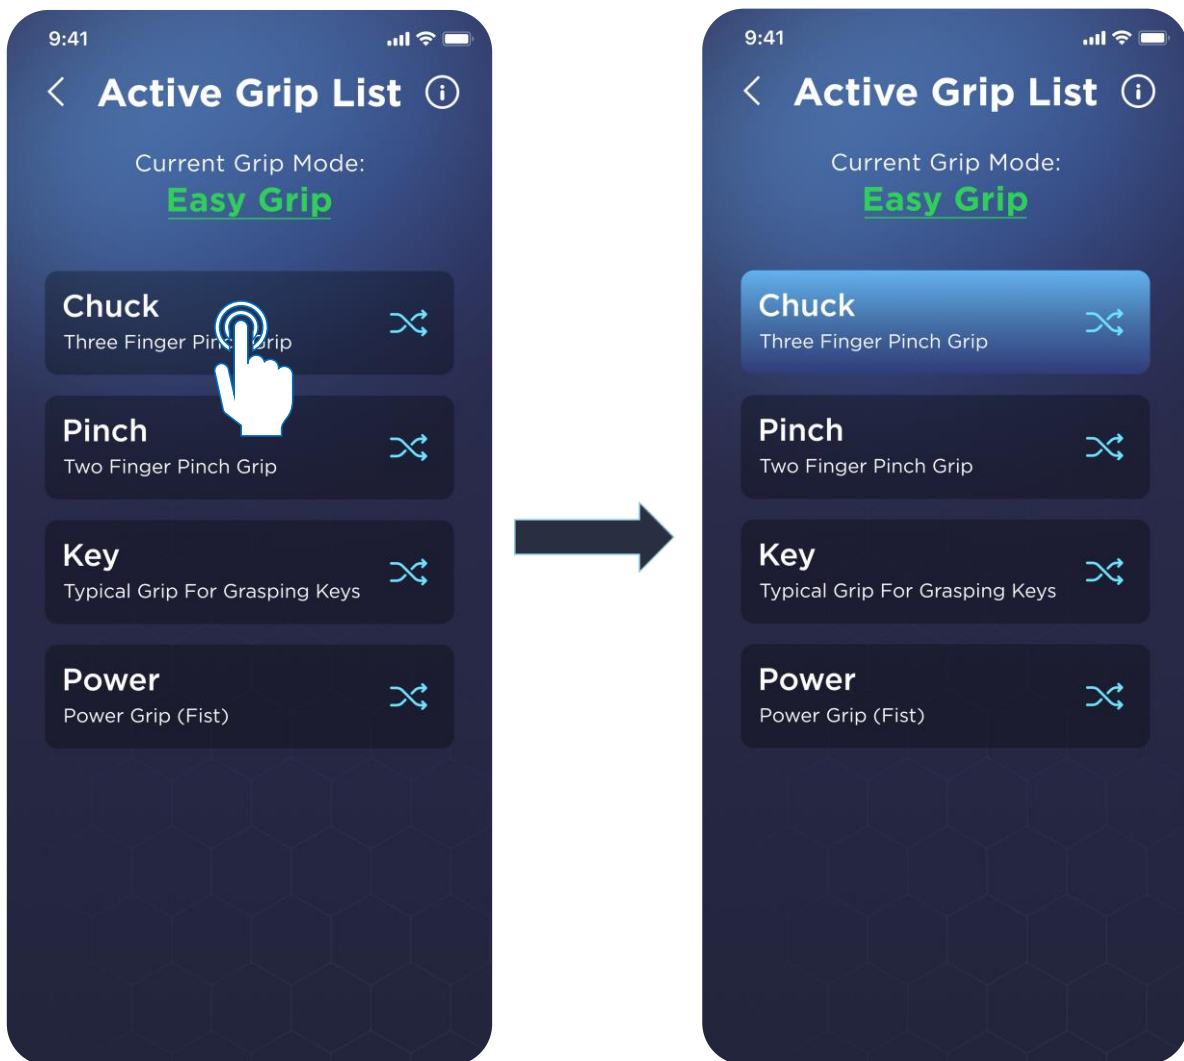 9:41
Active Grip List
Current Grip Mode:
Easy Grip
Chuck
Three Finger Pinch Grip
Pinch
Two Finger Pinch Grip
Key
Typical Grip For Grasping Keys
Power
Power Grip (Fist)
9:41
Active Grip List
Current Grip Mode:
Easy Grip
Chuck
Three Finger Pinch Grip
Pinch
Two Finger Pinch Grip
Key
Typical Grip For Grasping Keys
Power
Power Grip (Fist)